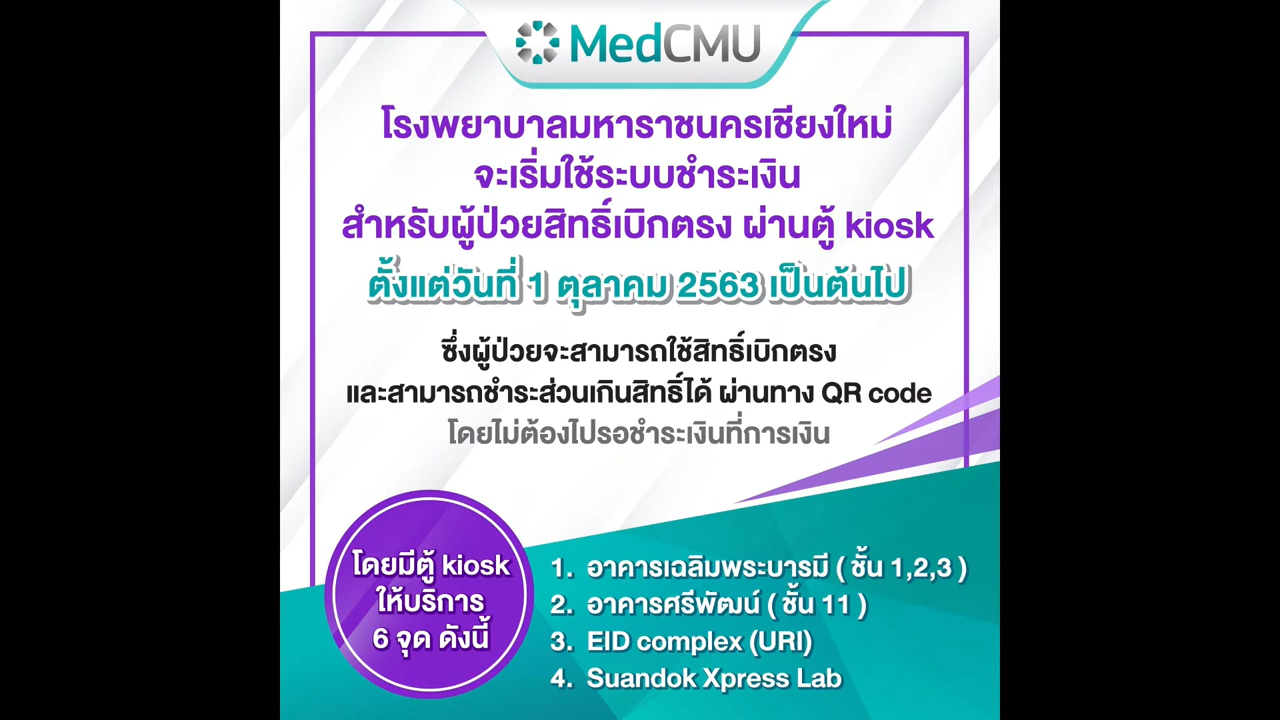 MedCMU
โรงพยาบาลมหาราชนครเชียงใหม่
จะเริ่มใช้ระบบชำระเงิน
สำหรับผู้ป่วยสิทธิ์เบิกตรง ผ่านตู้ kiosk
ตั้งแต่วันที่ 1 ตุลาคม 2563 เป็นต้นไป
ซึ่งผู้ป่วยจะสามารถใช้สิทธิ์เบิกตรง
และสามารถชำระส่วนเกินสิทธิ์ได้ ผ่านทาง QR code
โดยไม่ต้องไปรอชำระเงินที่การเงิน
โดยมีตู้ kiosk
ให้บริการ
6 จุด ดังนี้
1. อาคารเฉลิมพระบารมี ( ชั้น 1,2,3 )
2. อาคารศรีพัฒน์ ( ชั้น 11 )
3. EID complex (URI)
4. Suandok Xpress Lab